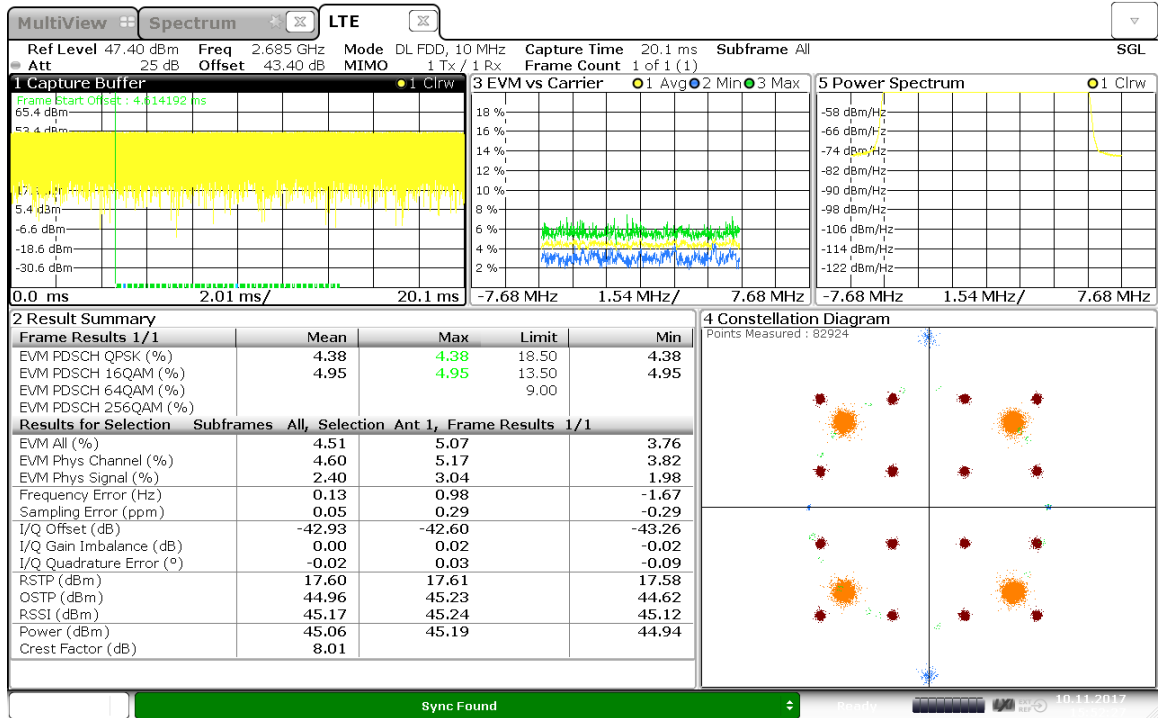 MultiView Spectrum LTE
Ref Level 47.40 dBm Freq 2.685 GHz Mode DL FDD, 10 MHz Capture Time 20.1 ms Subframe All SGL
Att 25 dB Offset 43.40 dB MIMO 1 Tx / 1 Rx Frame Count 1 of 1 (1)
1 Capture Buffer 1 Clrw
Frame Start Offset : 4.614192 ms
65.4 dBm
53.4 dBm
5.4 dBm
-6.6 dBm
-18.6 dBm
-30.6 dBm
0.0 ms 2.01 ms/ 20.1 ms
3 EVM vs Carrier 1 Avg 2 Min 3 Max
18 %
16 %
14 %
12 %
10 %
8 %
6 %
4 %
2 %
-7.68 MHz 1.54 MHz/ 7.68 MHz
5 Power Spectrum 1 Clrw
-58 dBm/Hz
-66 dBm/Hz
-74 dBm/Hz
-82 dBm/Hz
-90 dBm/Hz
-98 dBm/Hz
-106 dBm/Hz
-114 dBm/Hz
-122 dBm/Hz
-7.68 MHz 1.54 MHz/ 7.68 MHz
2 Result Summary
Frame Results 1/1 Mean Max Limit Min
EVM PDSCH QPSK (%) 4.38 4.38 18.50 4.38
EVM PDSCH 16QAM (%) 4.95 4.95 13.50 4.95
EVM PDSCH 64QAM (%) 9.00
EVM PDSCH 256QAM (%)
Results for Selection Subframes All, Selection Ant 1, Frame Results 1/1
EVM All (%) 4.51 5.07 3.76
EVM Phys Channel (%) 4.60 5.17 3.82
EVM Phys Signal (%) 2.40 3.04 1.98
Frequency Error (Hz) 0.13 0.98 -1.67
Sampling Error (ppm) 0.05 0.29 -0.29
I/Q Offset (dB) -42.93 -42.60 -43.26
I/Q Gain Imbalance (dB) 0.00 0.02 -0.02
I/Q Quadrature Error (°) -0.02 0.03 -0.09
RSTP (dBm) 17.60 17.61 17.58
OSTP (dBm) 44.96 45.23 44.62
RSSI (dBm) 45.17 45.24 45.12
Power (dBm) 45.06 45.19 44.94
Crest Factor (dB) 8.01
4 Constellation Diagram
Points Measured : 82924
Sync Found
Ready
LXI
EXT
REF
10.11.2017